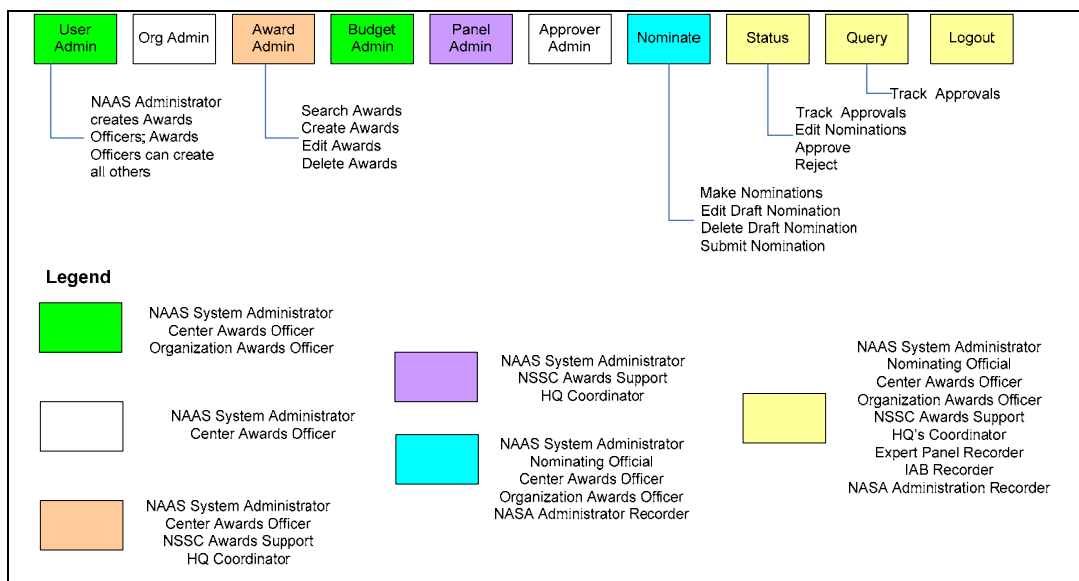 User
Admin
Org Admin
Award
Admin
Budget
Admin
Panel
Admin
Approver
Admin
Nominate
Status
Query
Logout
NAAS Administrator
creates Awards
Officers; Awards
Officers can create
all others
Search Awards
Create Awards
Edit Awards
Delete Awards
Track Approvals
Track Approvals
Edit Nominations
Approve
Reject
Make Nominations
Edit Draft Nomination
Delete Draft Nomination
Submit Nomination
Legend
NAAS System Administrator
Center Awards Officer
Organization Awards Officer
NAAS System Administrator
Center Awards Officer
NAAS System Administrator
Center Awards Officer
NSSC Awards Support
HQ Coordinator
NAAS System Administrator
NSSC Awards Support
HQ Coordinator
NAAS System Administrator
Nominating Official
Center Awards Officer
Organization Awards Officer
NASA Administrator Recorder
NAAS System Administrator
Nominating Official
Center Awards Officer
Organization Awards Officer
NSSC Awards Support
HQ's Coordinator
Expert Panel Recorder
IAB Recorder
NASA Administration Recorder